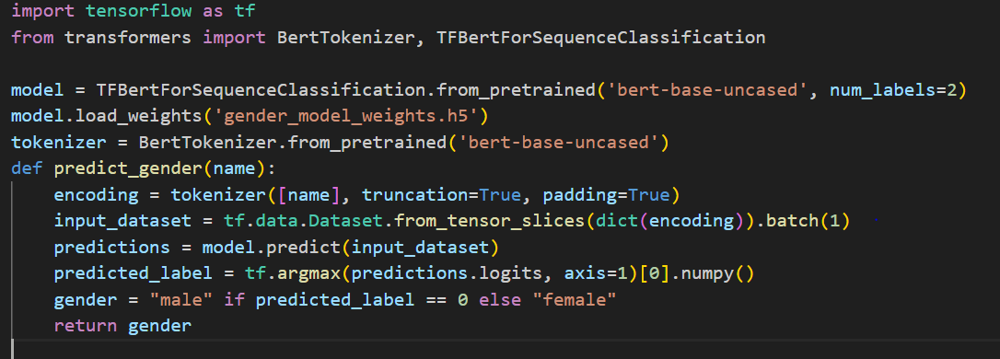 import tensorflow as tf
from transformers import BertTokenizer, TFBertForSequenceClassification

model = TFBertForSequenceClassification.from_pretrained('bert-base-uncased', num_labels=2)
model.load_weights('gender_model_weights.h5')
tokenizer = BertTokenizer.from_pretrained('bert-base-uncased')
def predict_gender(name):
    encoding = tokenizer([name], truncation=True, padding=True)
    input_dataset = tf.data.Dataset.from_tensor_slices(dict(encoding)).batch(1)
    predictions = model.predict(input_dataset)
    predicted_label = tf.argmax(predictions.logits, axis=1)[0].numpy()
    gender = "male" if predicted_label == 0 else "female"
    return gender